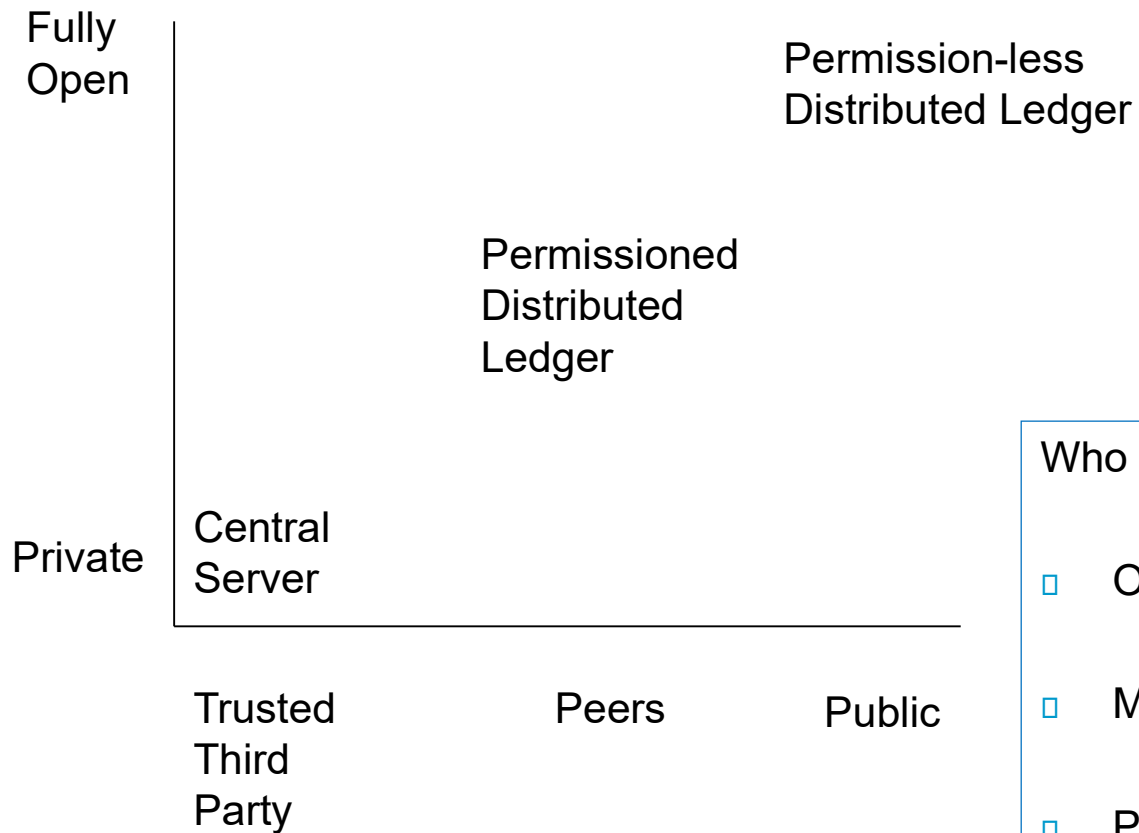 Fully
Open
Permission-less
Distributed Ledger
Permissioned
Distributed
Ledger
Private
Central
Server
Trusted
Third
Party
Peers
Public
Who